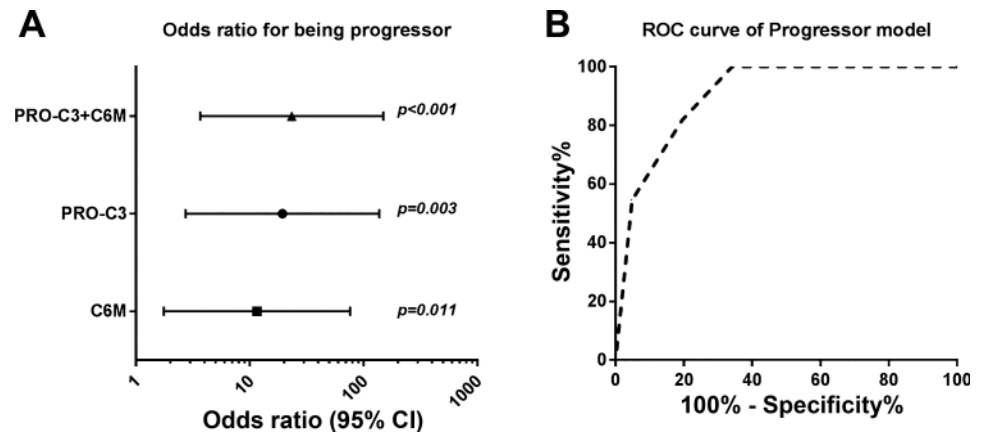 A
Odds ratio for being progressor
PRO-C3+C6M
p<0.001
PRO-C3
p=0.003
C6M
p=0.011
1
10
100
1000
Odds ratio (95% CI)
B
ROC curve of Progressor model
100
80
60
40
20
0
Sensitivity%
0
20
40
60
80
100
100% - Specificity%